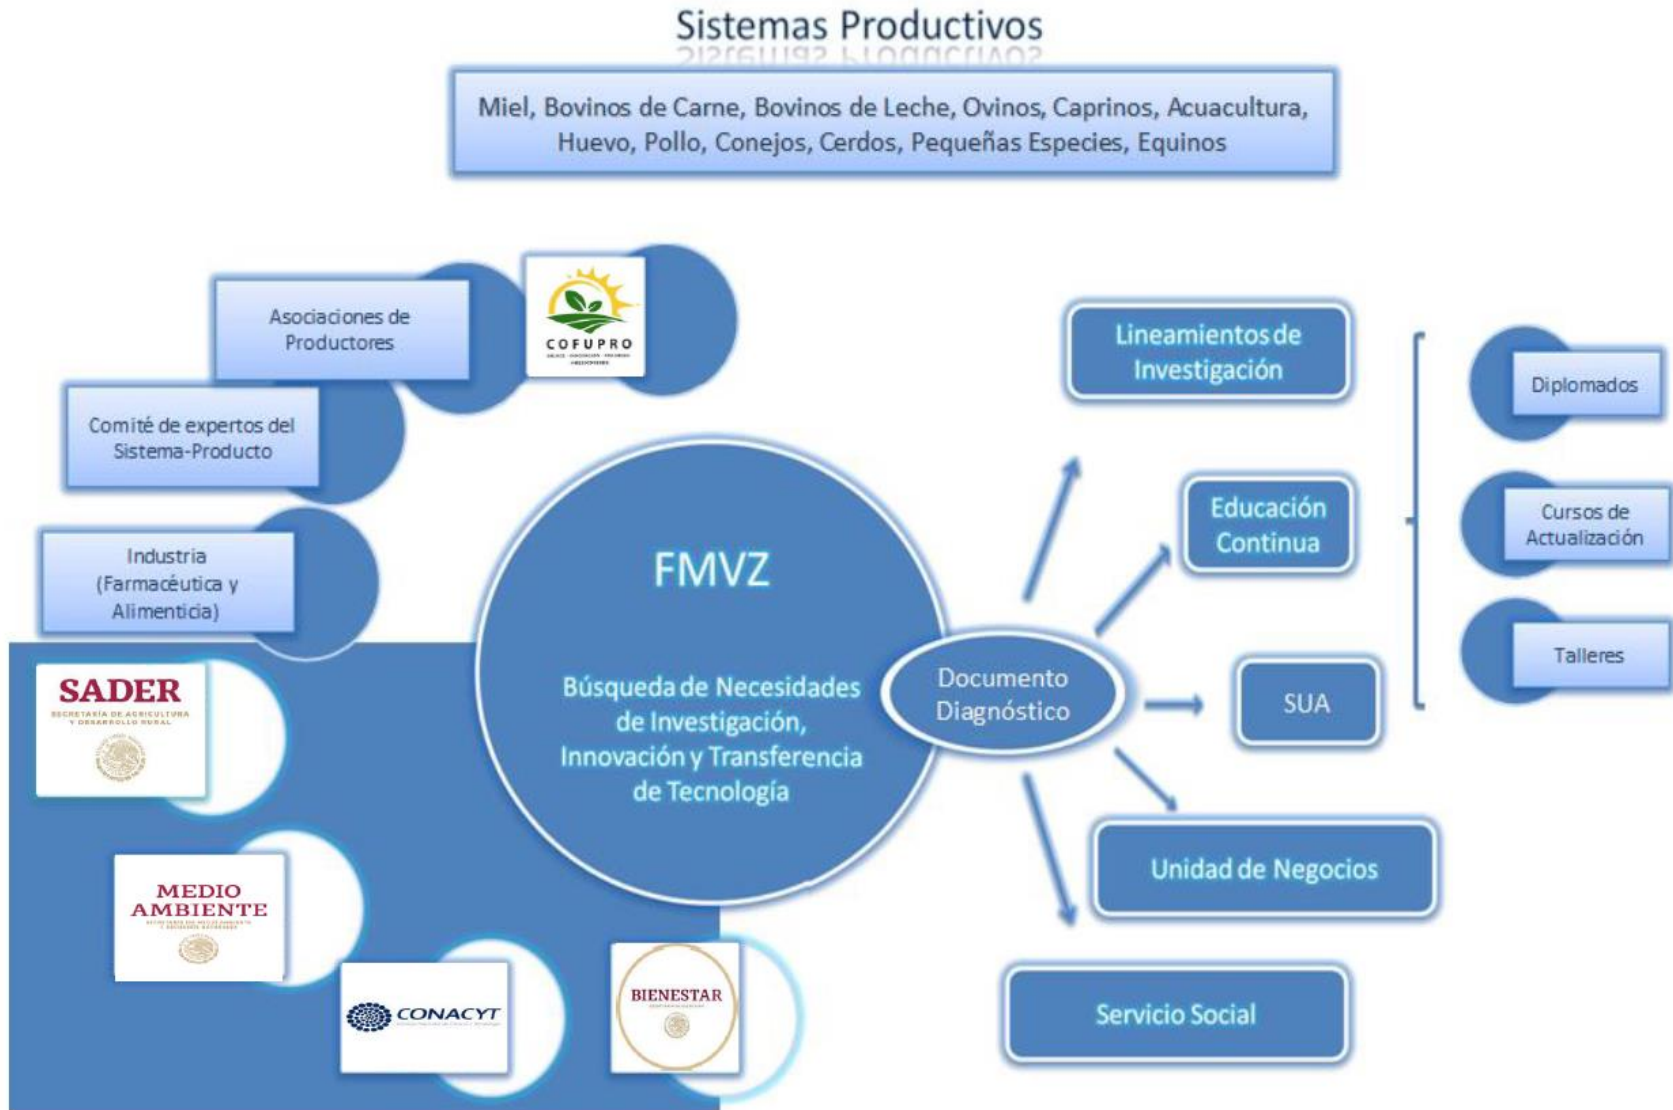 Sistemas Productivos
Miel, Bovinos de Carne, Bovinos de Leche, Ovinos, Caprinos, Acuacultura,
Huevo, Pollo, Conejos, Cerdos, Pequeñas Especies, Equinos
COFUPRO
Asociaciones de
Productores
Comité de expertos del
Sistema-Producto
Industria
(Farmacéutica y
Alimenticia)
SADER
SECRETARÍA DE AGRICULTURA
Y DESARROLLO RURAL
MEDIO
AMBIENTE
CONACYT
BIENESTAR
FMVZ
Búsqueda de Necesidades
de Investigación,
Innovación y Transferencia
de Tecnología
Documento
Diagnóstico
Lineamientos de
Investigación
Educación
Continua
SUA
Unidad de Negocios
Servicio Social
Diplomados
Cursos de
Actualización
Talleres